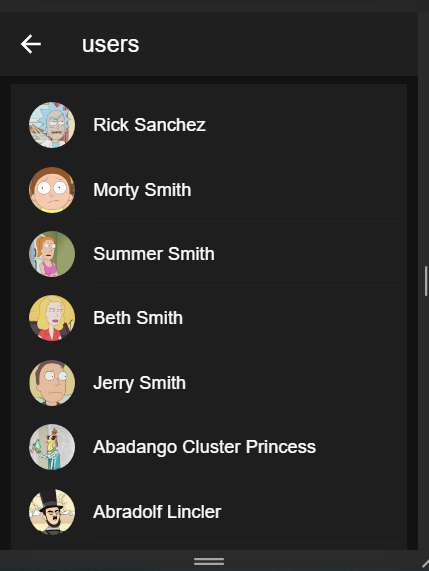 users
Rick Sanchez
Morty Smith
Summer Smith
Beth Smith
Jerry Smith
Abadango Cluster Princess
Abradolf Lincler